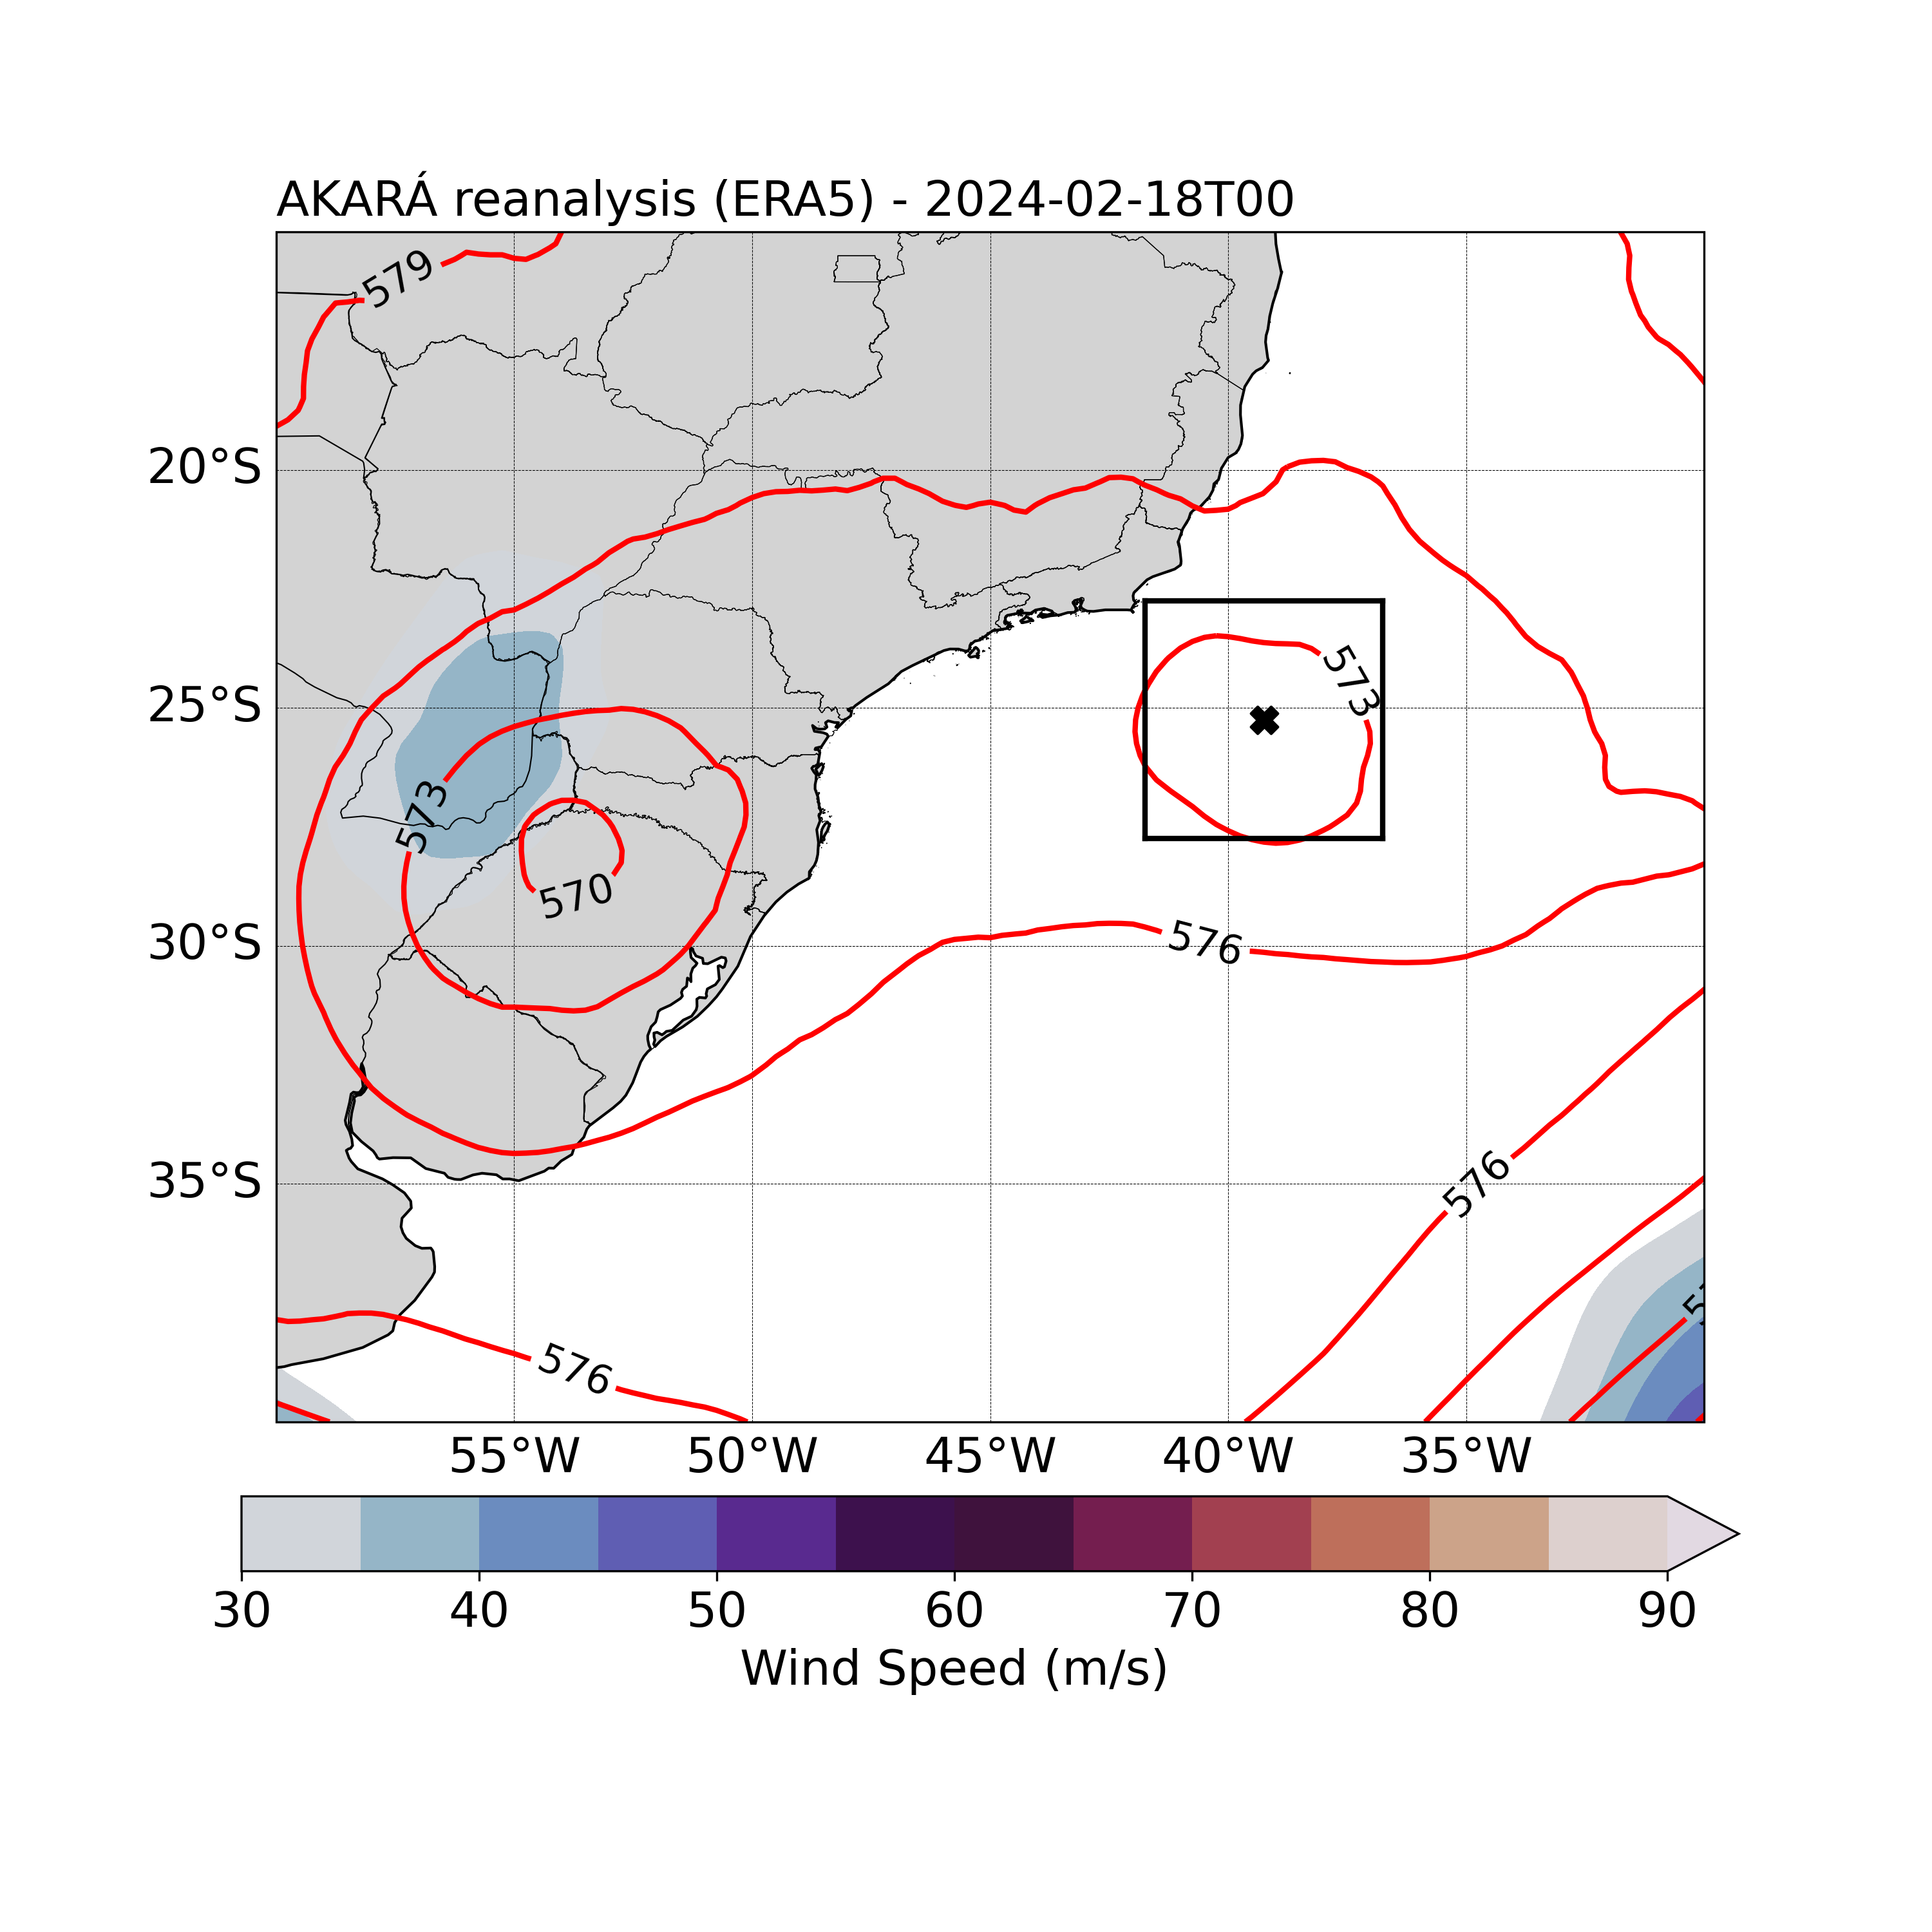 AKARÁ reanalysis (ERA5) - 2024-02-18T00
579
20°S
573
25°S
573
570
576
30°S
576
35°S
576
55°W 50°W 45°W 40°W 35°W
30 40 50 60 70 80 90
Wind Speed (m/s)